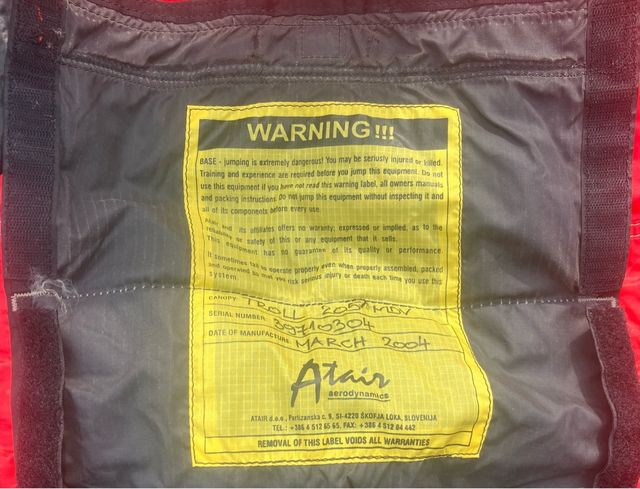 WARNING!!!
BASE - jumping is extremely dangerous! You may be seriusly injured or killed.
Training and experience are required before you jump this equipment. Do not
use this equipment if you have not read this warning label, all owners manuals
and packing instructions. Do not jump this equipment without inspecting it and
all of its components before every use.
Atair and its affiliates offers no warranty; expressed or implied, as to the
reliability or safety of this or any equipment that it sells.
This equipment has no guarantee of its quality or performance.
It sometimes fail to operate properly even when properly assembled, packed
and operated so that you risk serious injury or death each time you use this
system
CANOPY: TROLL 205 MDV
SERIAL NUMBER: 39710304
DATE OF MANUFACTURE: MARCH 2004
Atair
aerodynamics
ATAIR d.o.o., Partizanska c. 9, SI-4220 ŠKOFJA LOKA, SLOVENIJA
TEL.: +386 4 512 65 65, FAX: +386 4 512 04 442
REMOVAL OF THIS LABEL VOIDS ALL WARRANTIES